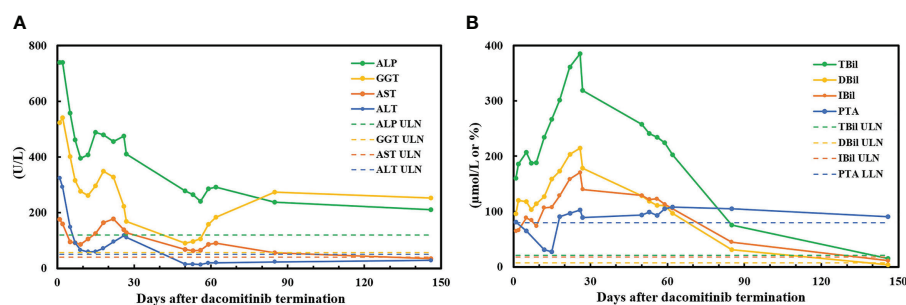 A
(U/L)
800
600
400
200
0
0 30 60 90 120 150
Days after dacomitinib termination
ALP
GGT
AST
ALT
ALP ULN
GGT ULN
AST ULN
ALT ULN
B
(μmol/L or %)
400
300
200
100
0
0 30 60 90 120 150
Days after dacomitinib termination
TBil
DBil
IBil
PTA
TBil ULN
DBil ULN
IBil ULN
PTA LLN